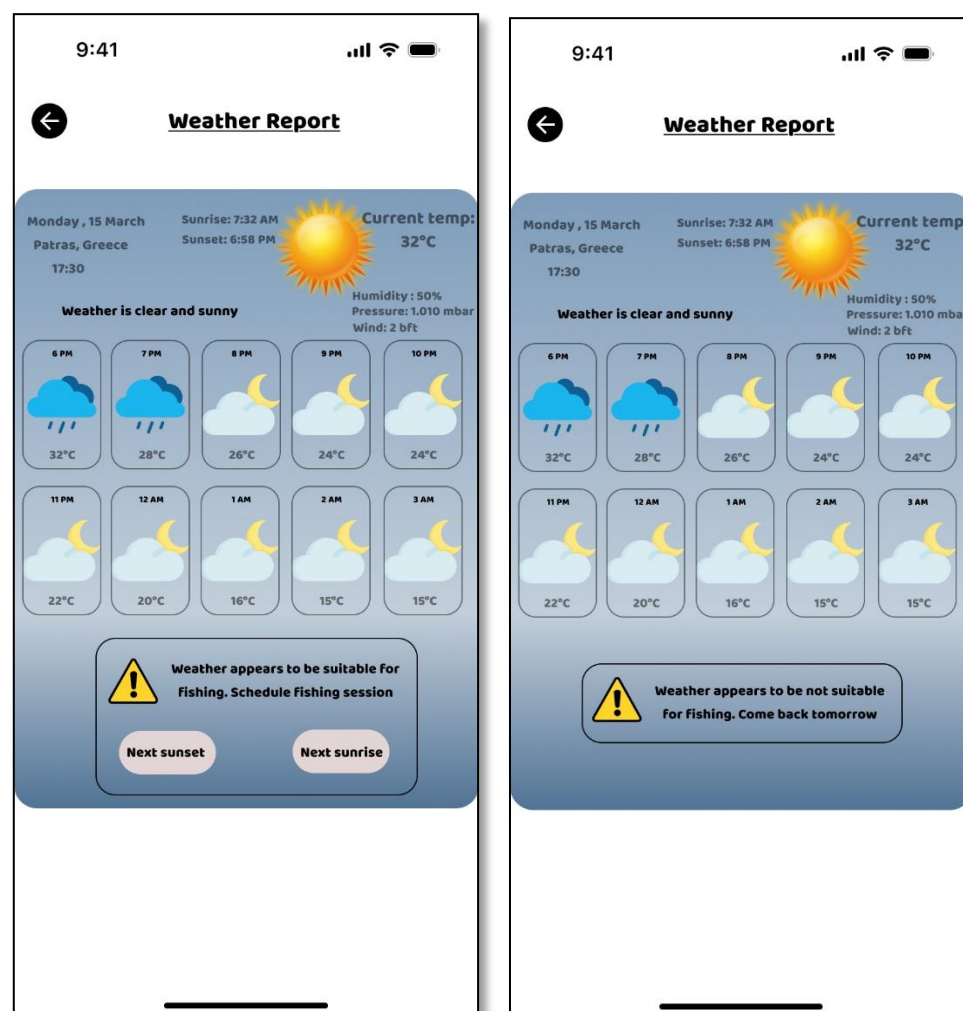 9:41
Weather Report
Monday , 15 March
Patras, Greece
17:30
Sunrise: 7:32 AM
Sunset: 6:58 PM
Current temp:
32°C
Weather is clear and sunny
Humidity : 50%
Pressure: 1.010 mbar
Wind: 2 bft
6 PM 7 PM 8 PM 9 PM 10 PM
32°C 28°C 26°C 24°C 24°C
11 PM 12 AM 1 AM 2 AM 3 AM
22°C 20°C 16°C 15°C 15°C
Weather appears to be suitable for
fishing. Schedule fishing session
Next sunset Next sunrise
9:41
Weather Report
Monday , 15 March
Patras, Greece
17:30
Sunrise: 7:32 AM
Sunset: 6:58 PM
Current temp
32°C
Weather is clear and sunny
Humidity : 50%
Pressure: 1.010 mba
Wind: 2 bft
6 PM 7 PM 8 PM 9 PM 10 PM
32°C 28°C 26°C 24°C 24°C
11 PM 12 AM 1 AM 2 AM 3 AM
22°C 20°C 16°C 15°C 15°C
Weather appears to be not suitable
for fishing. Come back tomorrow